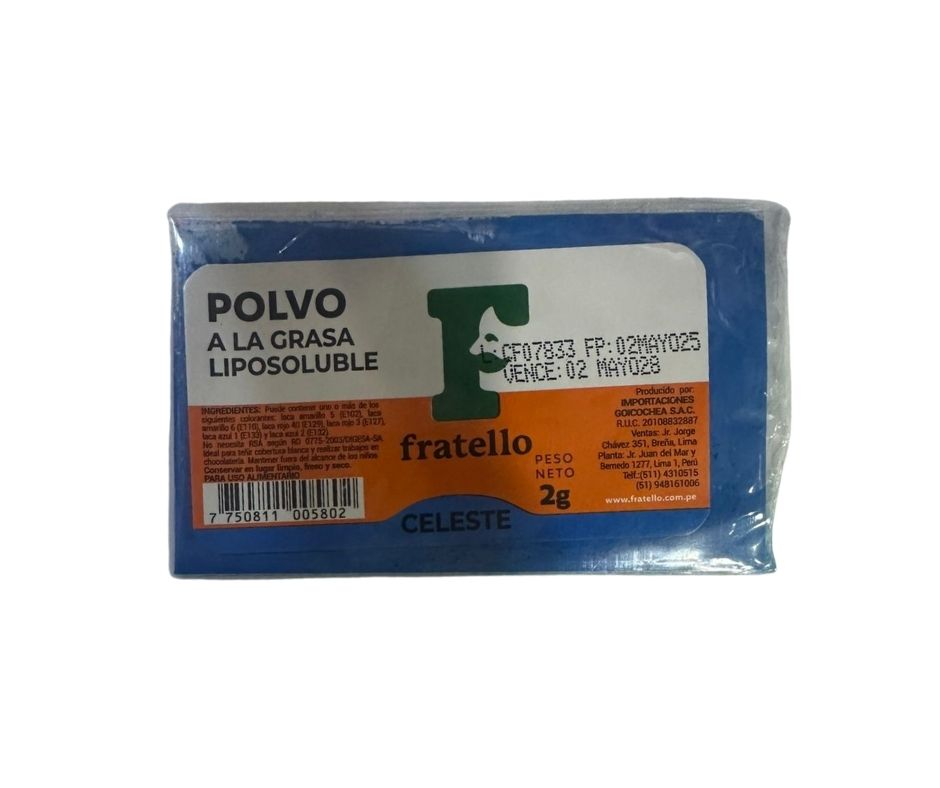 POLVO
A LA GRASA
LIPOSOLUBLE
L:CF07833 FP:02MAYO25
VENCE:02 MAYO28
INGREDIENTES: Puede contener uno o más de los
siguientes colorantes: laca amarillo 5 (E102), laca
amarillo 6 (E110), laca rojo 40 (E129), laca rojo 3 (E127),
laca azul 1 (E133) y laca azul 2 (E132)
No necesita RSA según RG 0775-2003/DIGESA-SA
Ideal para teñir cobertura blanca y realizar trabajos en
chocolatería. Mantener fuera del alcance de los niños
Conservar en lugar limpio, freso y seco.
PARA USO ALIMENTARIO
7 750811 005802
fratello
PESO
NETO
2g
CELESTE
Producido por:
IMPORTACIONES
GOICOCHEA S.A.C.
R.U.C. 20108832887
Ventas: Jr. Jorge
Chávez 351, Breña, Lima
Planta: Jr. Juan del Mar y
Bernedo 1277, Lima 1, Perú
Telf.:(511) 4310515
(51) 948161006
www.fratello.com.pe